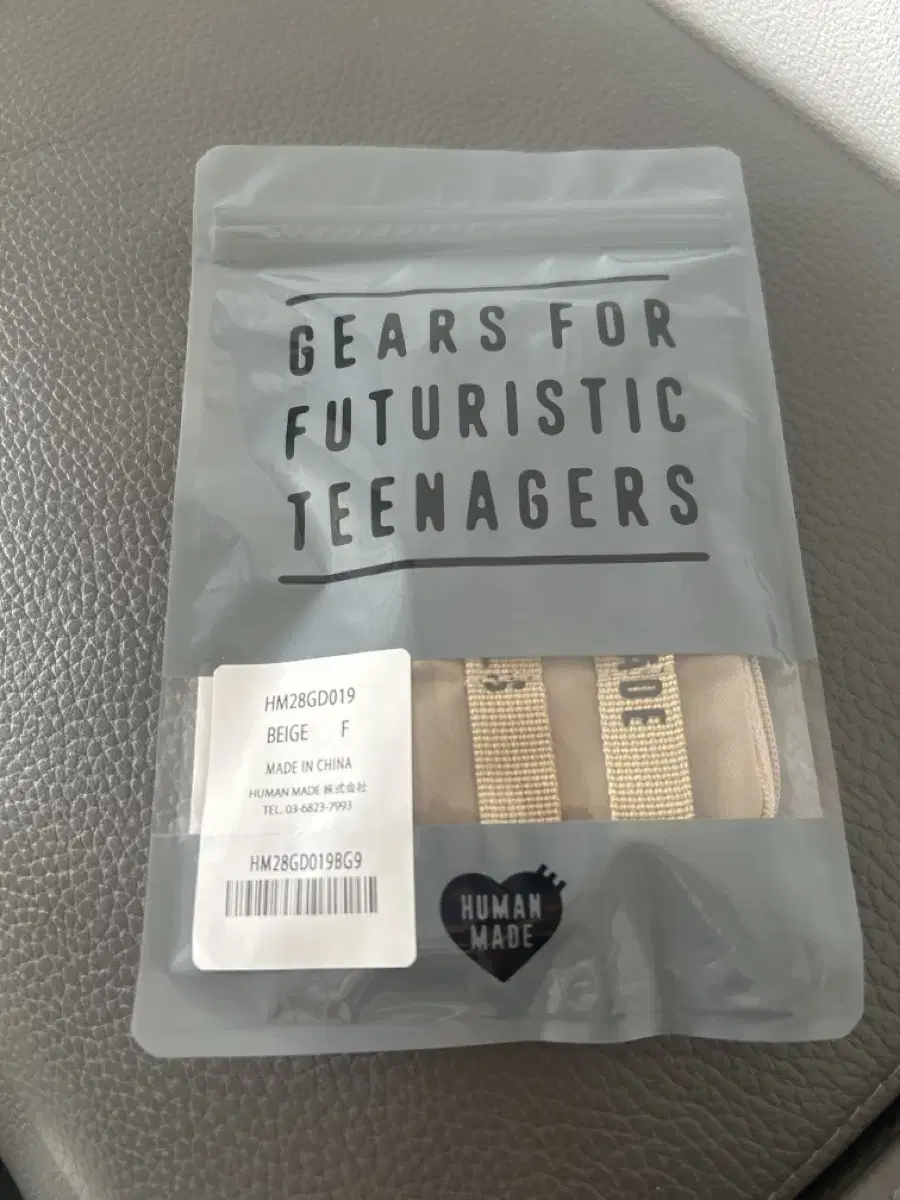 GEARS FOR
FUTURISTIC
TEENAGERS
HM28GD019
BEIGE F
MADE IN CHINA
HUMAN MADE 株式会社
TEL. 03-6823-7993
HM28GD019BG9
HUMAN
MADE